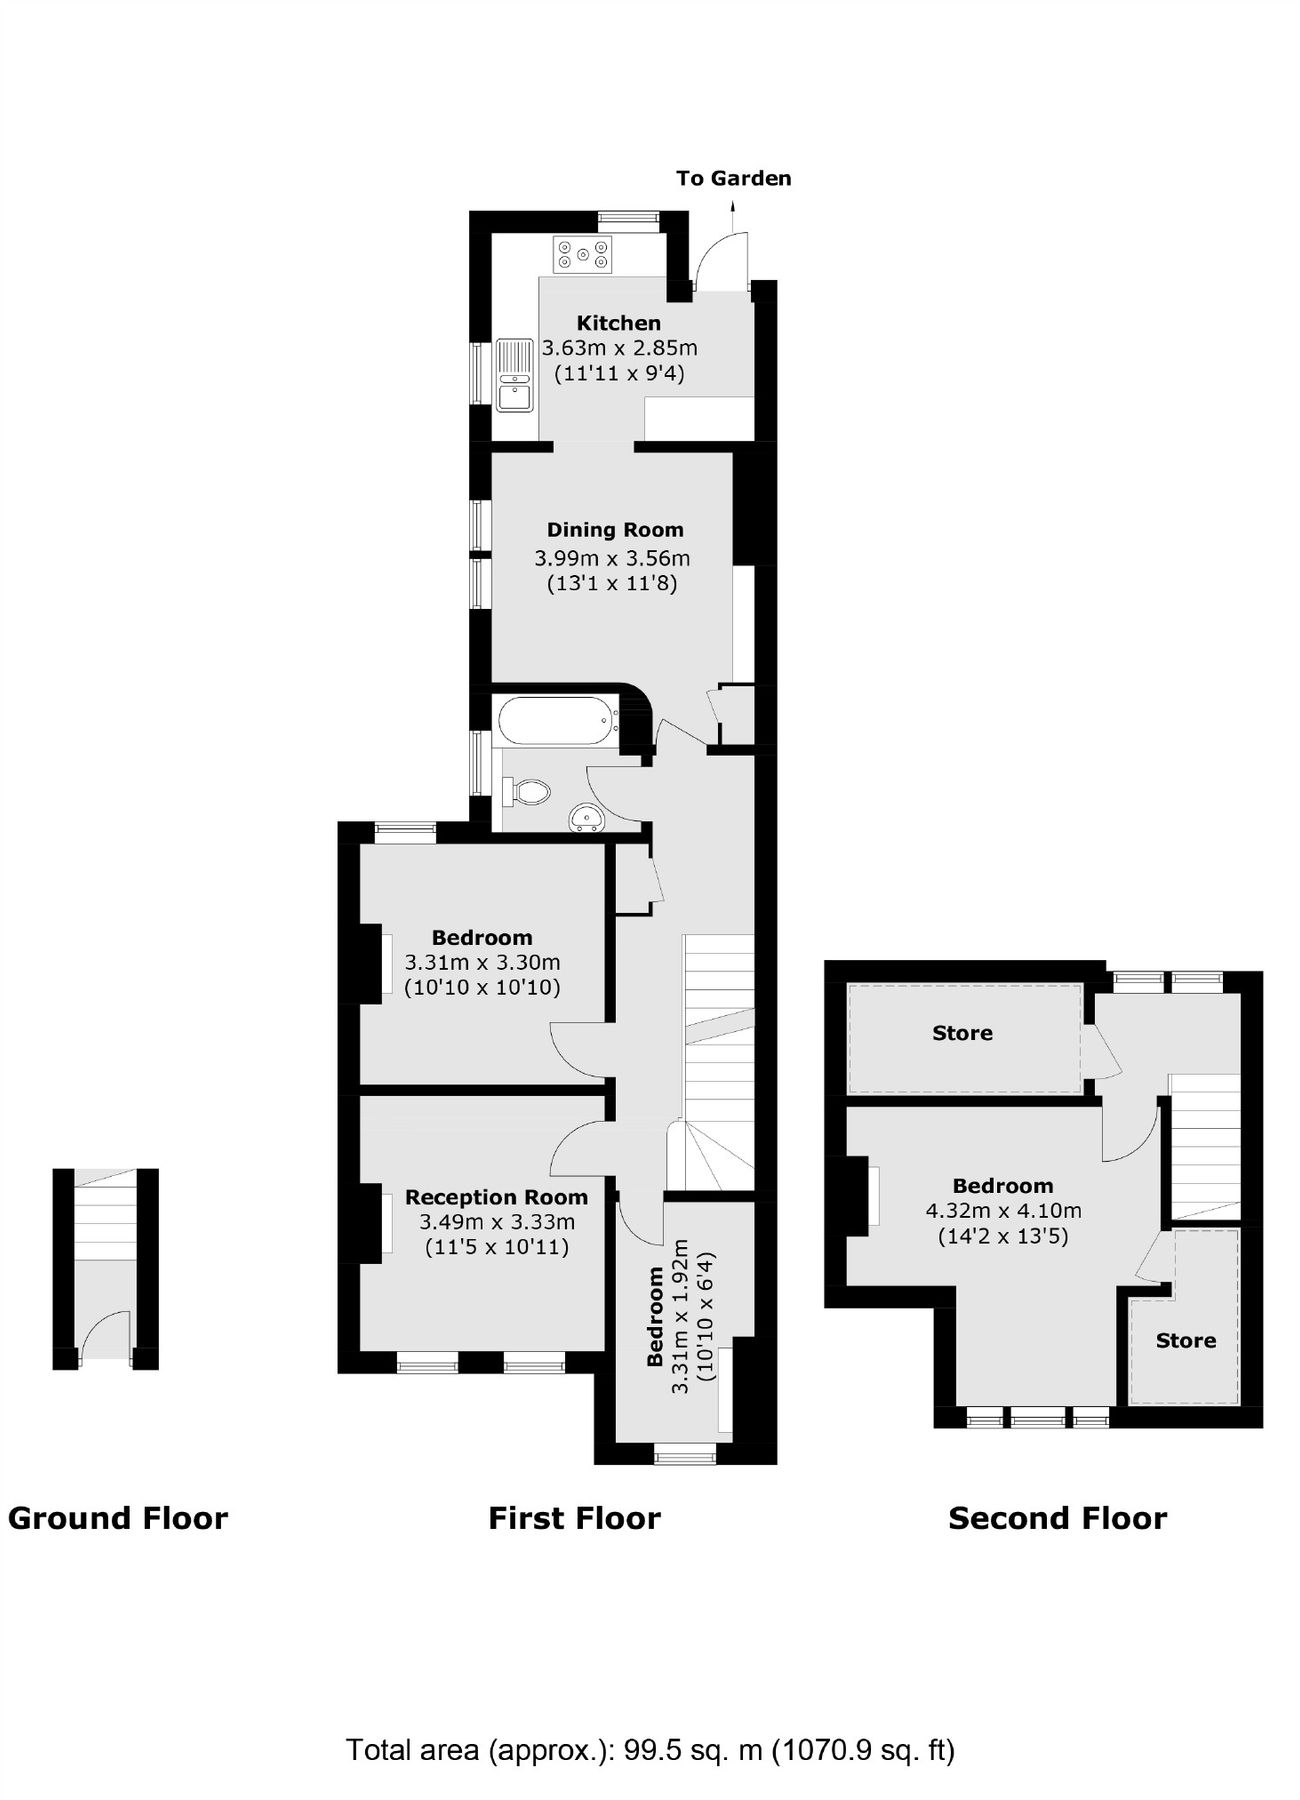 To Garden
Kitchen
3.63m x 2.85m
(11'11 x 9'4)
Dining Room
3.99m x 3.56m
(13'1 x 11'8)
Bedroom
3.31m x 3.30m
(10'10 x 10'10)
Reception Room
3.49m x 3.33m
(11'5 x 10'11)
Bedroom
3.31m x 1.92m
(10'10 x 6'4)
Store
Bedroom
4.32m x 4.10m
(14'2 x 13'5)
Store
Ground Floor
First Floor
Second Floor
Total area (approx.): 99.5 sq. m (1070.9 sq. ft)